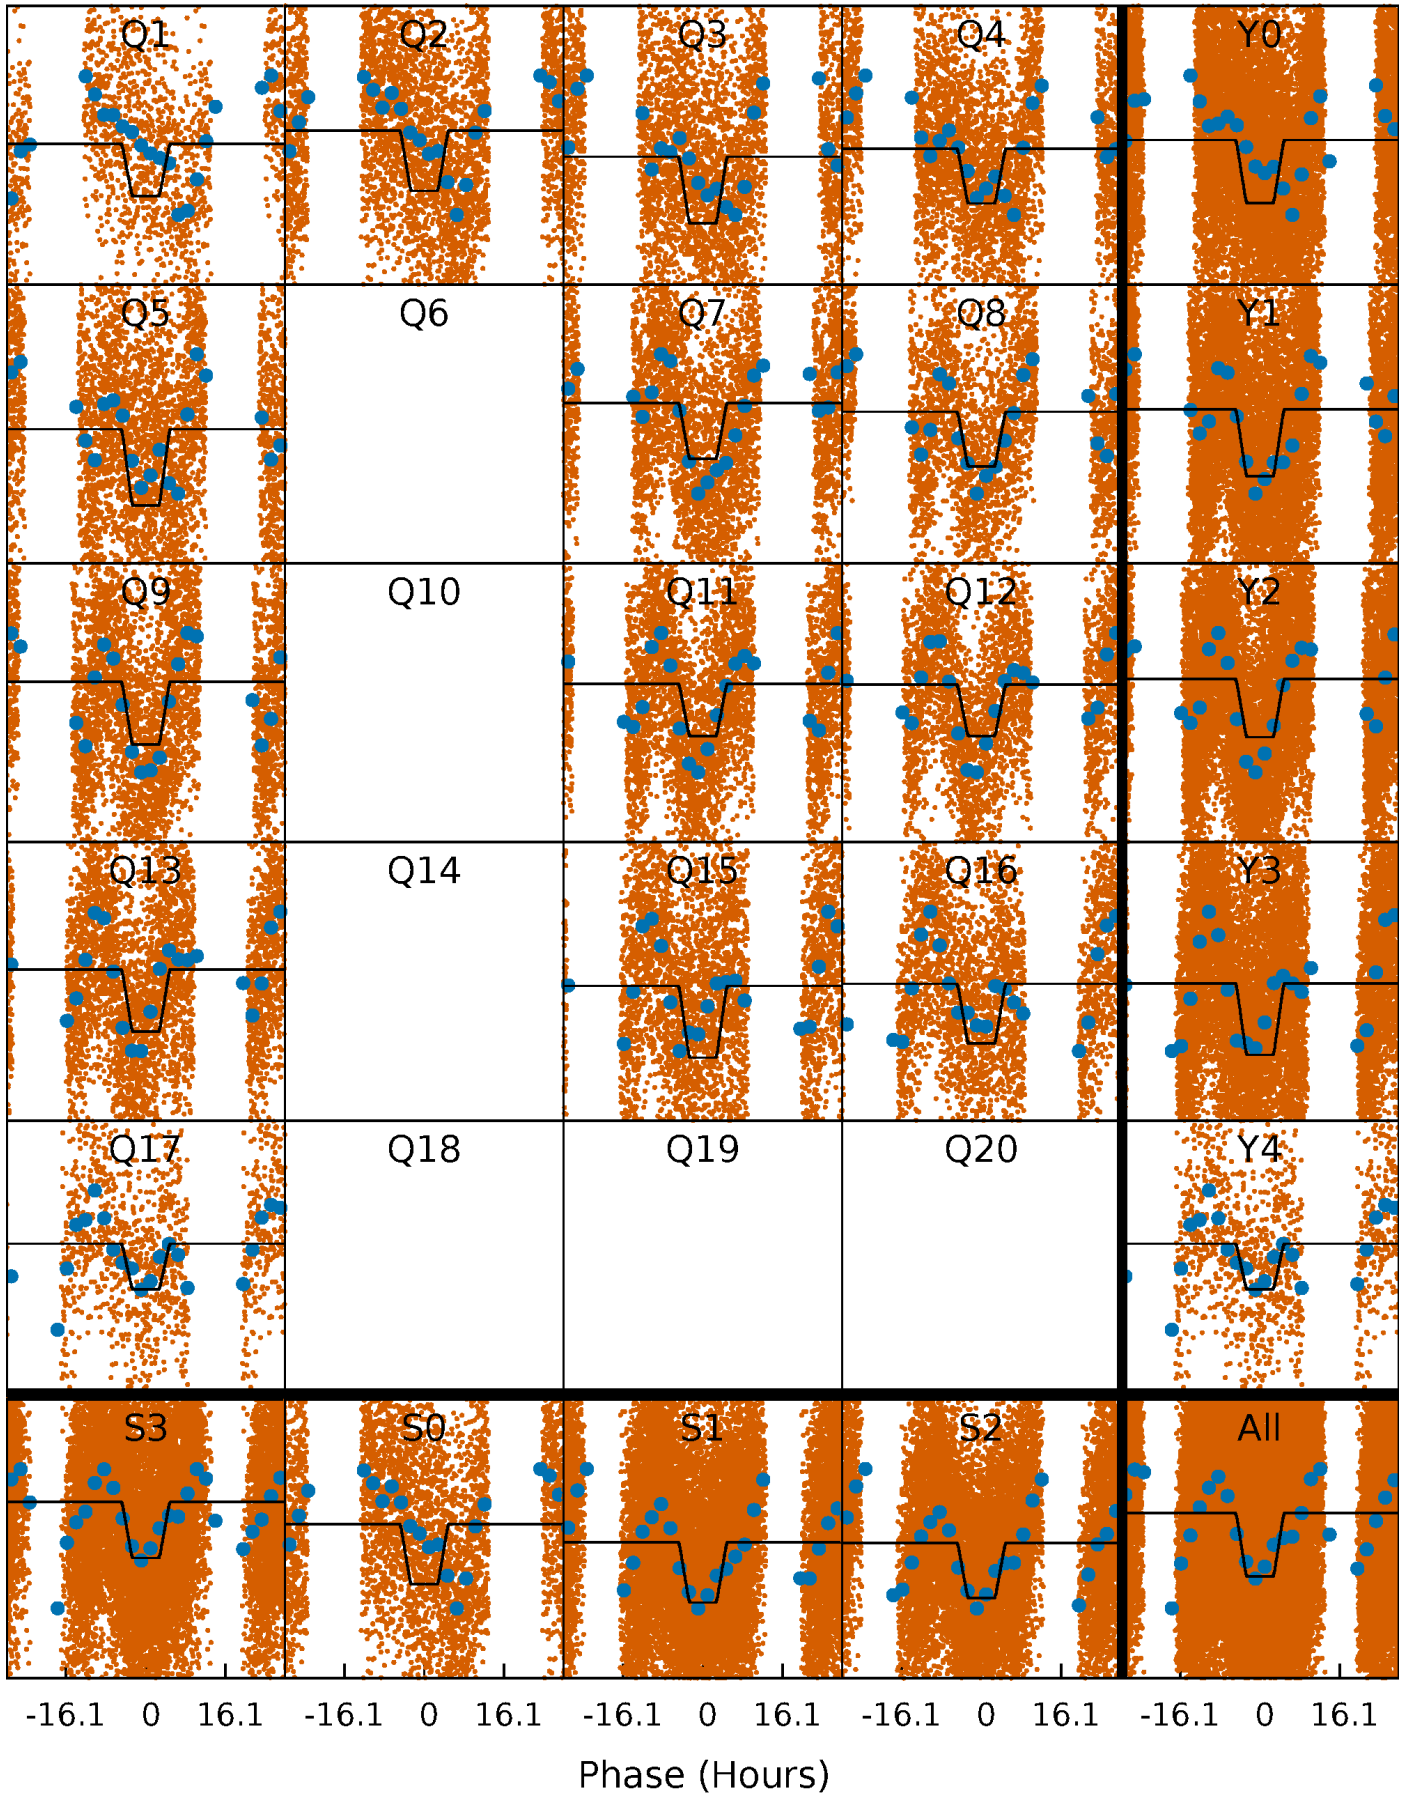 Q1 Q2 Q3 Q4 Y0
Q5 Q6 Q7 Q8 Y1
Q9 Q10 Q11 Q12 Y2
Q13 Q14 Q15 Q16 Y3
Q17 Q18 Q19 Q20 Y4
S3 S0 S1 S2 All
-16.1 0 16.1 -16.1 0 16.1 -16.1 0 16.1 -16.1 0 16.1 -16.1 0 16.1
Phase (Hours)